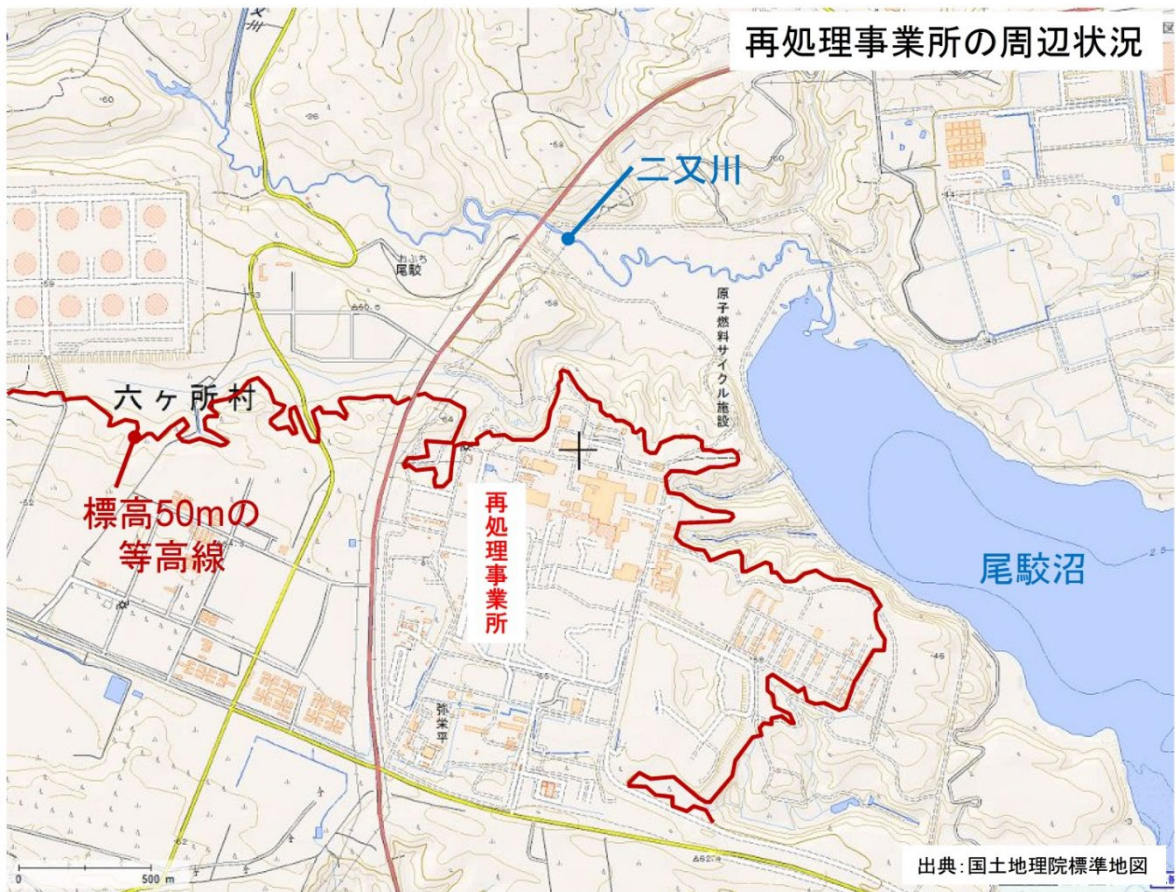 再処理事業所の周辺状況
二又川
おぶち
尾駮
原子燃料サイクル施設
六ヶ所村
標高50mの
等高線
再処理事業所
尾駮沼
弥栄平
0
500 m
出典:国土地理院標準地図